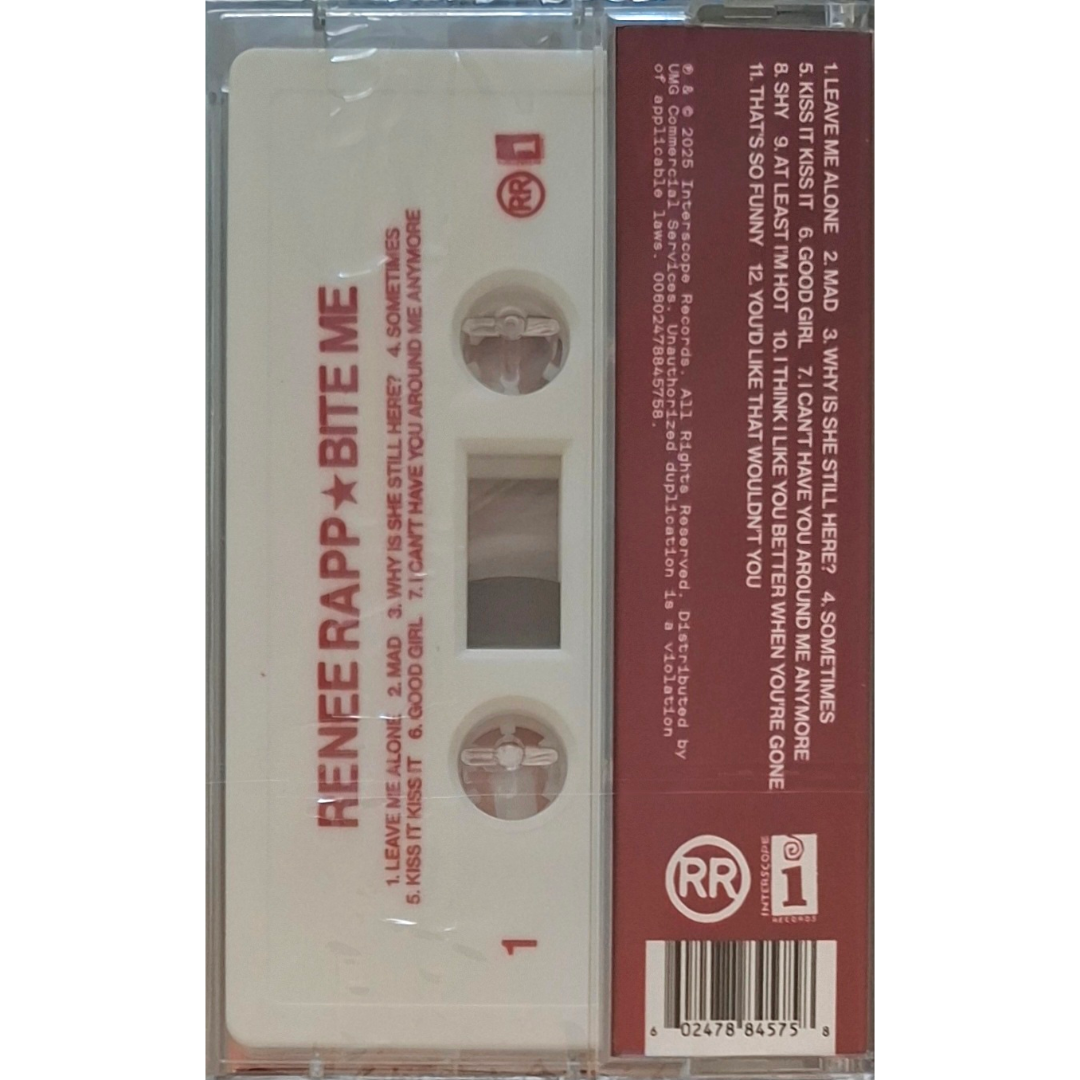 RENEE RAPP★BITE ME
1. LEAVE ME ALONE 2. MAD 3. WHY IS SHE STILL HERE? 4. SOMETIMES
5. KISS IT KISS IT 6. GOOD GIRL 7. I CAN'T HAVE YOU AROUND ME ANYMORE
1
RR
1
1. LEAVE ME ALONE 2. MAD 3. WHY IS SHE STILL HERE? 4. SOMETIMES
5. KISS IT KISS IT 6. GOOD GIRL 7. I CAN'T HAVE YOU AROUND ME ANYMORE
8. SHY 9. AT LEAST I'M HOT 10. I THINK I LIKE YOU BETTER WHEN YOU'RE GONE
11. THAT'S SO FUNNY 12. YOU'D LIKE THAT WOULDN'T YOU
℗ & © 2025 Interscope Records. All Rights Reserved. Distributed by
UMG Commercial Services. Unauthorized duplication is a violation
of applicable laws. 00602478845758.
RR
1
INTERSCOPE
RECORDS
6 02478 84575 8